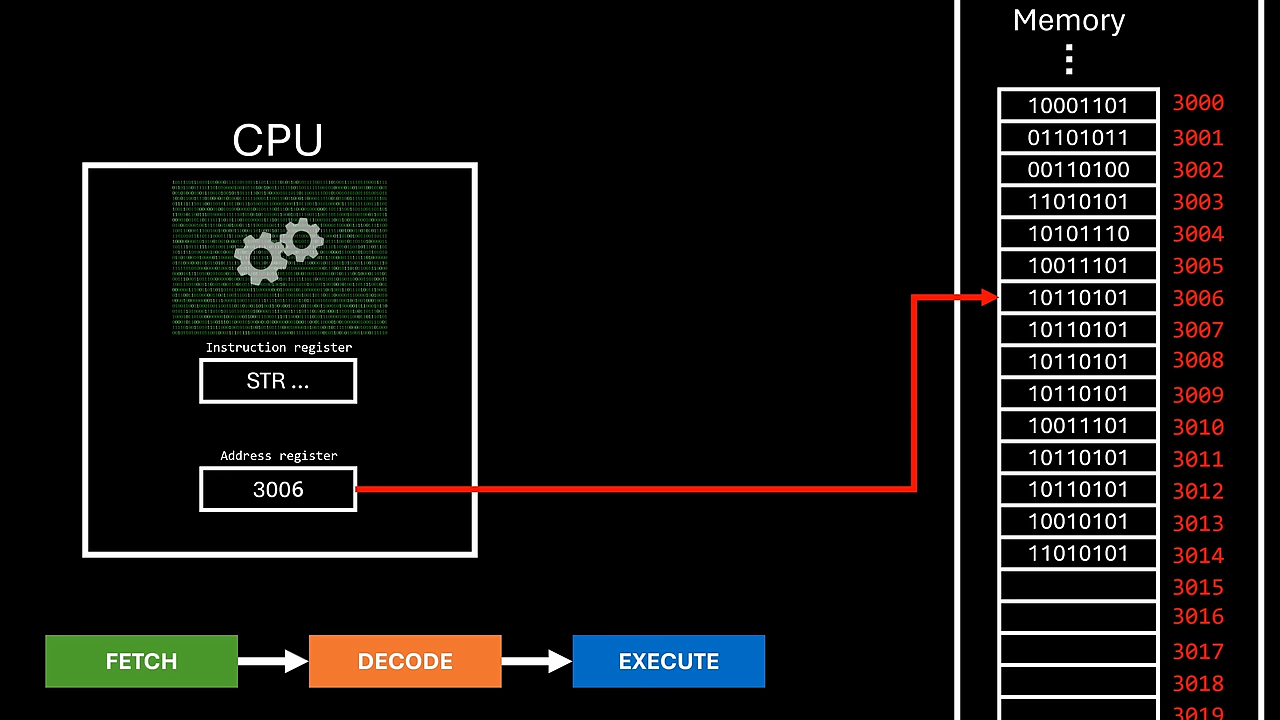 Memory
CPU
10001101 3000
01101011 3001
00110100 3002
11010101 3003
10101110 3004
10011101 3005
10110101 3006
10110101 3007
10110101 3008
10110101 3009
10011101 3010
10110101 3011
10110101 3012
10010101 3013
11010101 3014
3015
3016
3017
3018
3019
Instruction register
STR ...
Address register
3006
FETCH
DECODE
EXECUTE